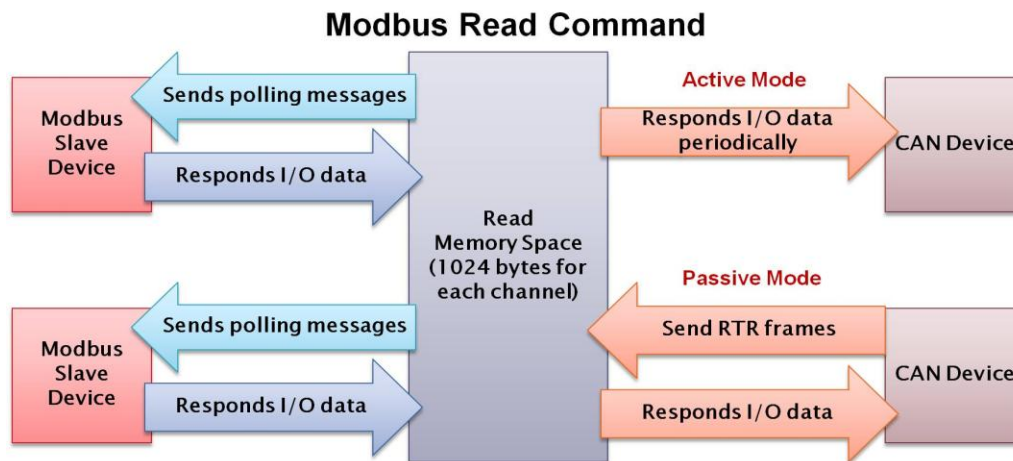 Modbus Read Command
Sends polling messages
Modbus
Slave
Device
Responds I/O data
Active Mode
Responds I/O data
periodically
CAN Device
Read
Memory Space
(1024 bytes for
each channel)
Passive Mode
Sends polling messages
Modbus
Slave
Device
Responds I/O data
Send RTR frames
CAN Device
Responds I/O data